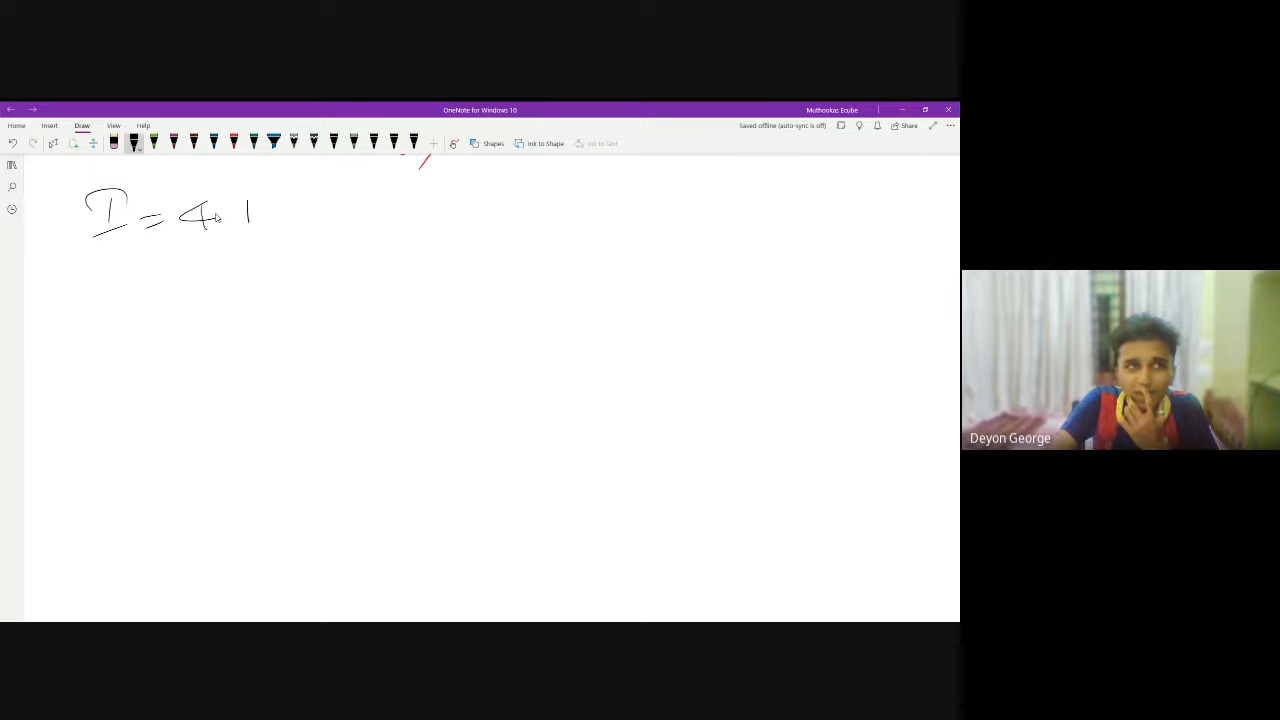 OneNote for Windows 10
Muthookas Ecube
Home Insert Draw View Help
Saved offline (auto-sync is off)
Share
Shapes
Ink to Shape
Ink to Text
I = 4. 1
Deyon George